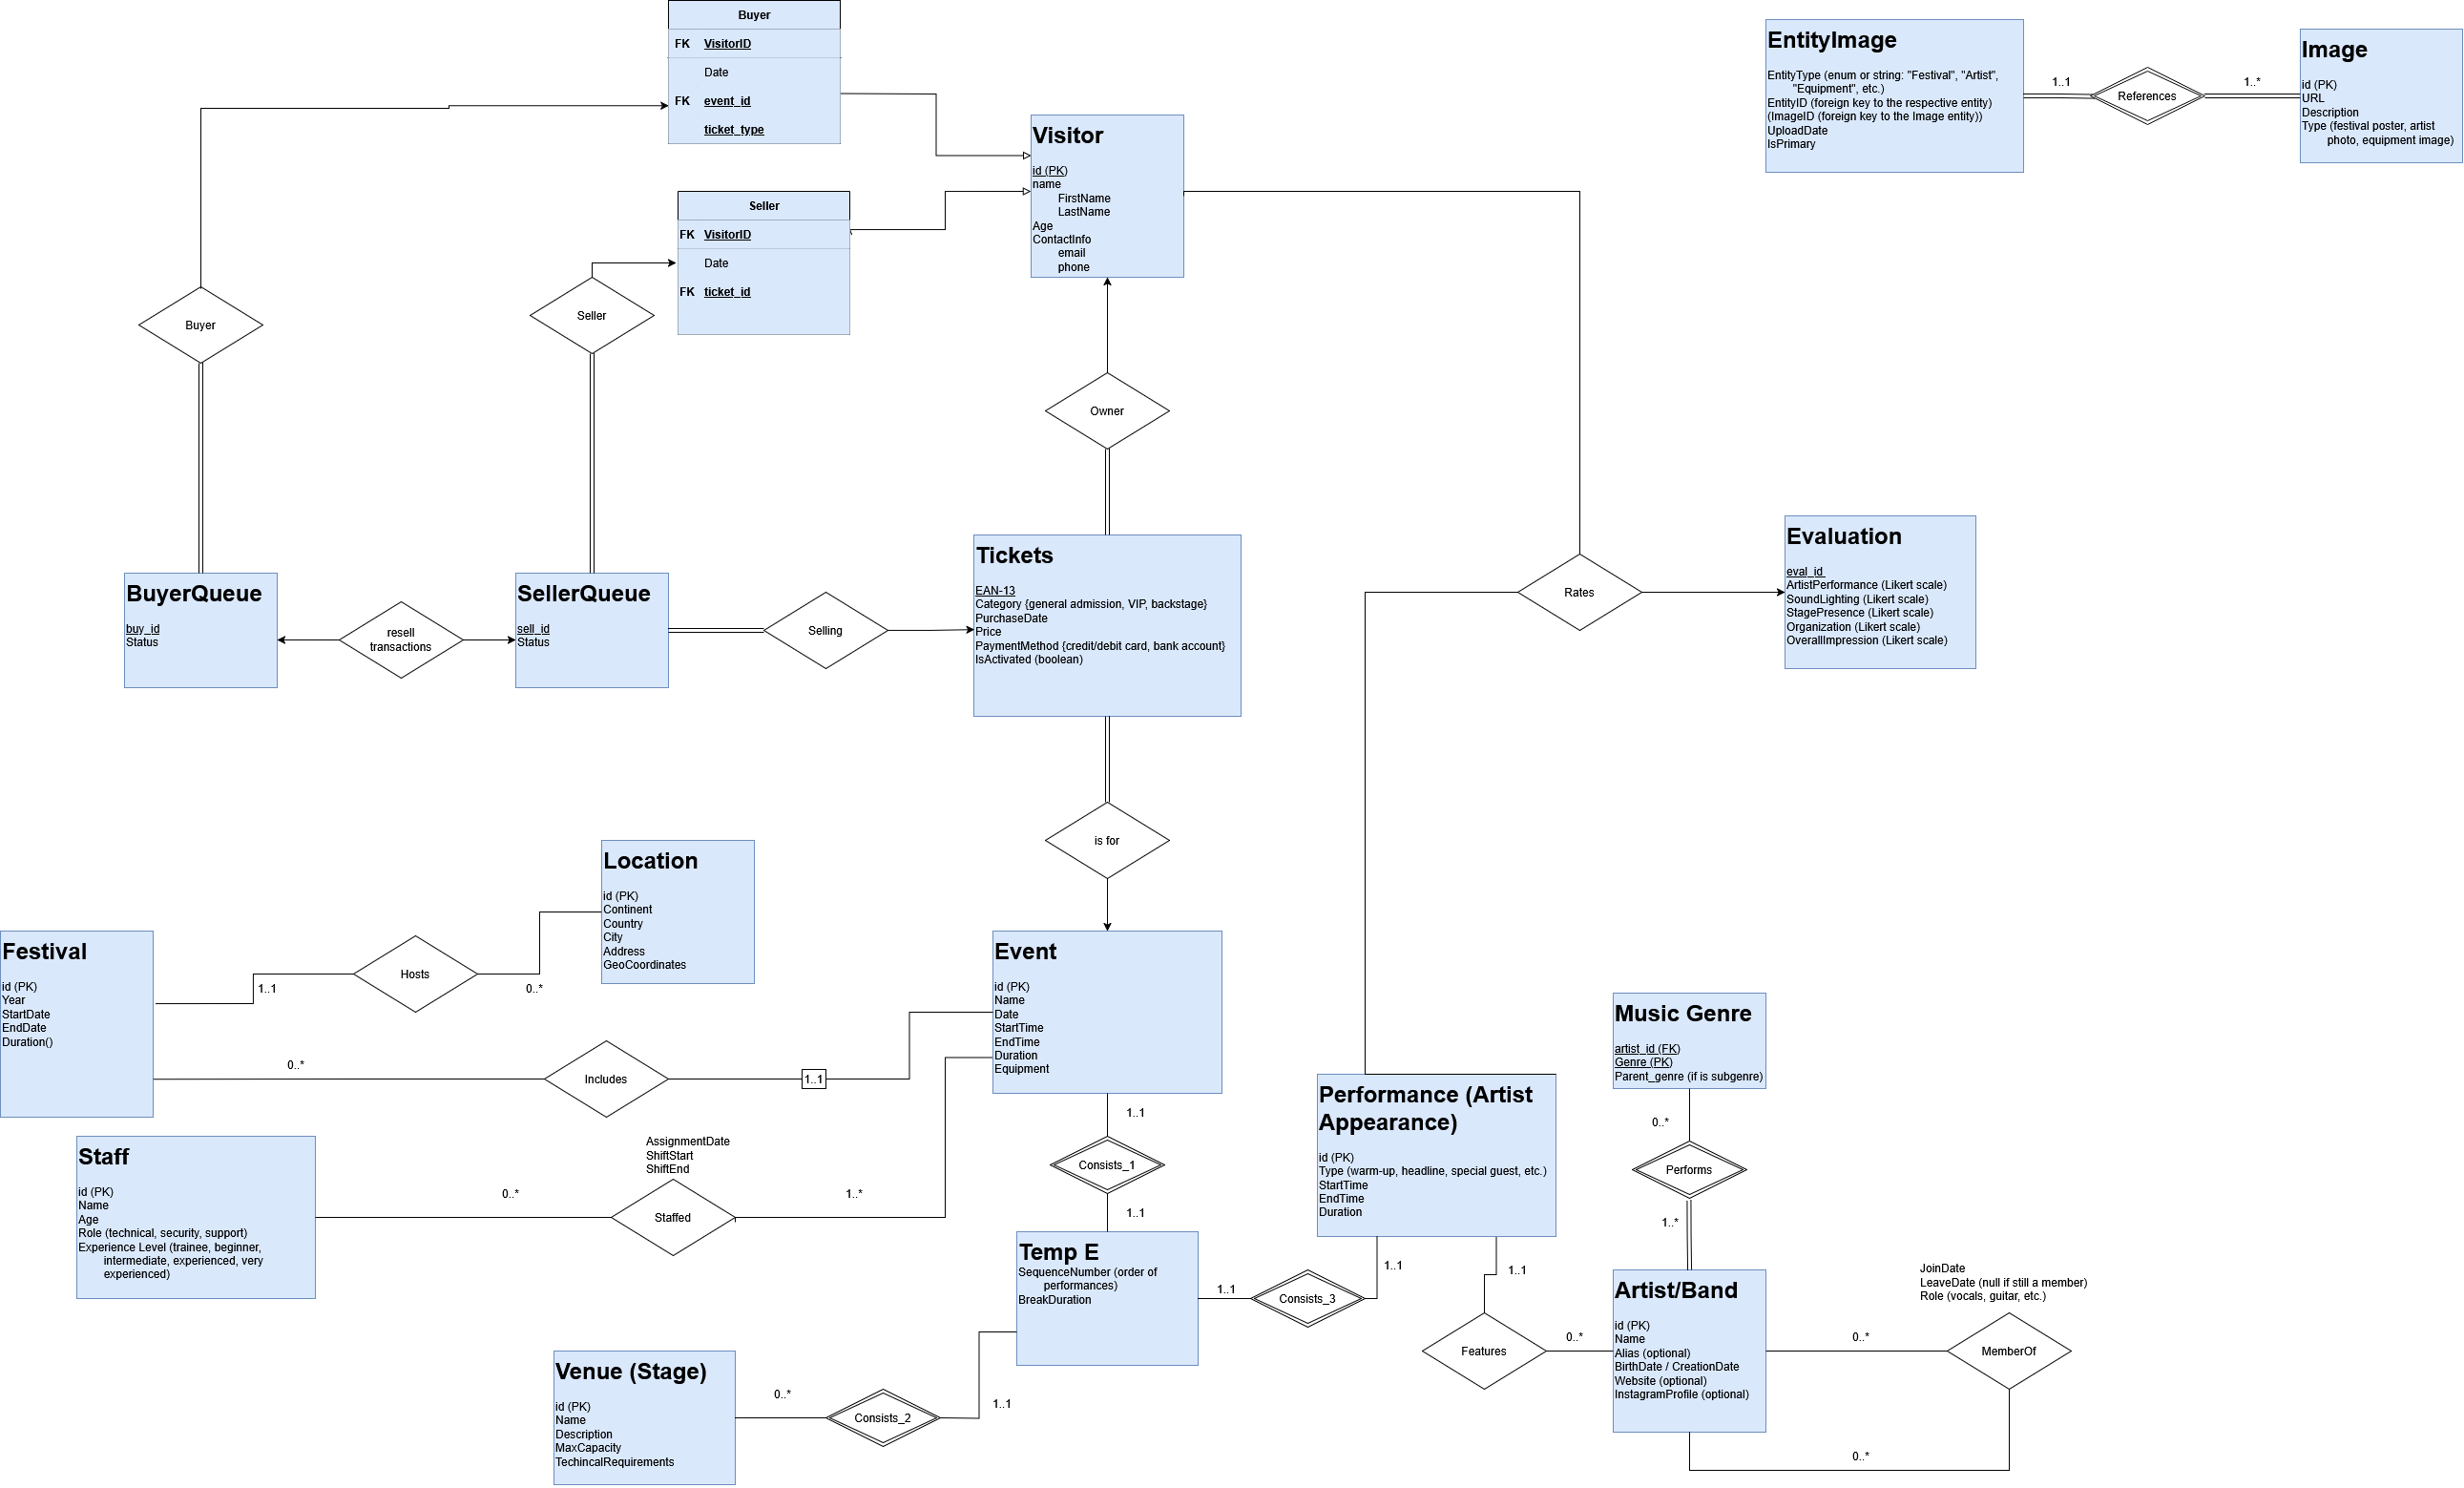 Buyer
FK VisitorID
Date
FK event_id
ticket_type
EntityImage
EntityType (enum or string: "Festival", "Artist",
"Equipment", etc.)
EntityID (foreign key to the respective entity)
(ImageID (foreign key to the Image entity))
UploadDate
IsPrimary
1..1
References
1..*
Image
id (PK)
URL
Description
Type (festival poster, artist
photo, equipment image)
Visitor
id (PK)
name
FirstName
LastName
Age
ContactInfo
email
phone
Seller
FK VisitorID
Date
FK ticket_id
Buyer
Seller
Owner
BuyerQueue
buy_id
Status
resell
transactions
SellerQueue
sell_id
Status
Selling
Tickets
EAN-13
Category {general admission, VIP, backstage}
PurchaseDate
Price
PaymentMethod {credit/debit card, bank account}
IsActivated (boolean)
Rates
Evaluation
eval_id
ArtistPerformance (Likert scale)
SoundLighting (Likert scale)
StagePresence (Likert scale)
Organization (Likert scale)
OverallImpression (Likert scale)
is for
Location
id (PK)
Continent
Country
City
Address
GeoCoordinates
Festival
id (PK)
Year
StartDate
EndDate
Duration()
1..1
Hosts
0..*
0..*
Includes
1..1
Event
id (PK)
Name
Date
StartTime
EndTime
Duration
Equipment
Music Genre
artist_id (FK)
Genre (PK)
Parent_genre (if is subgenre)
Staff
id (PK)
Name
Age
Role (technical, security, support)
Experience Level (trainee, beginner,
intermediate, experienced, very
experienced)
0..*
AssignmentDate
ShiftStart
ShiftEnd
Staffed
1..*
1..1
Consists_1
1..1
Performance (Artist
Appearance)
id (PK)
Type (warm-up, headline, special guest, etc.)
StartTime
EndTime
Duration
0..*
Performs
1..*
Temp E
SequenceNumber (order of
performances)
BreakDuration
1..1
Consists_3
1..1
1..1
Features
0..*
Artist/Band
id (PK)
Name
Alias (optional)
BirthDate / CreationDate
Website (optional)
InstagramProfile (optional)
JoinDate
LeaveDate (null if still a member)
Role (vocals, guitar, etc.)
0..*
MemberOf
0..*
Venue (Stage)
id (PK)
Name
Description
MaxCapacity
TechincalRequirements
0..*
Consists_2
1..1